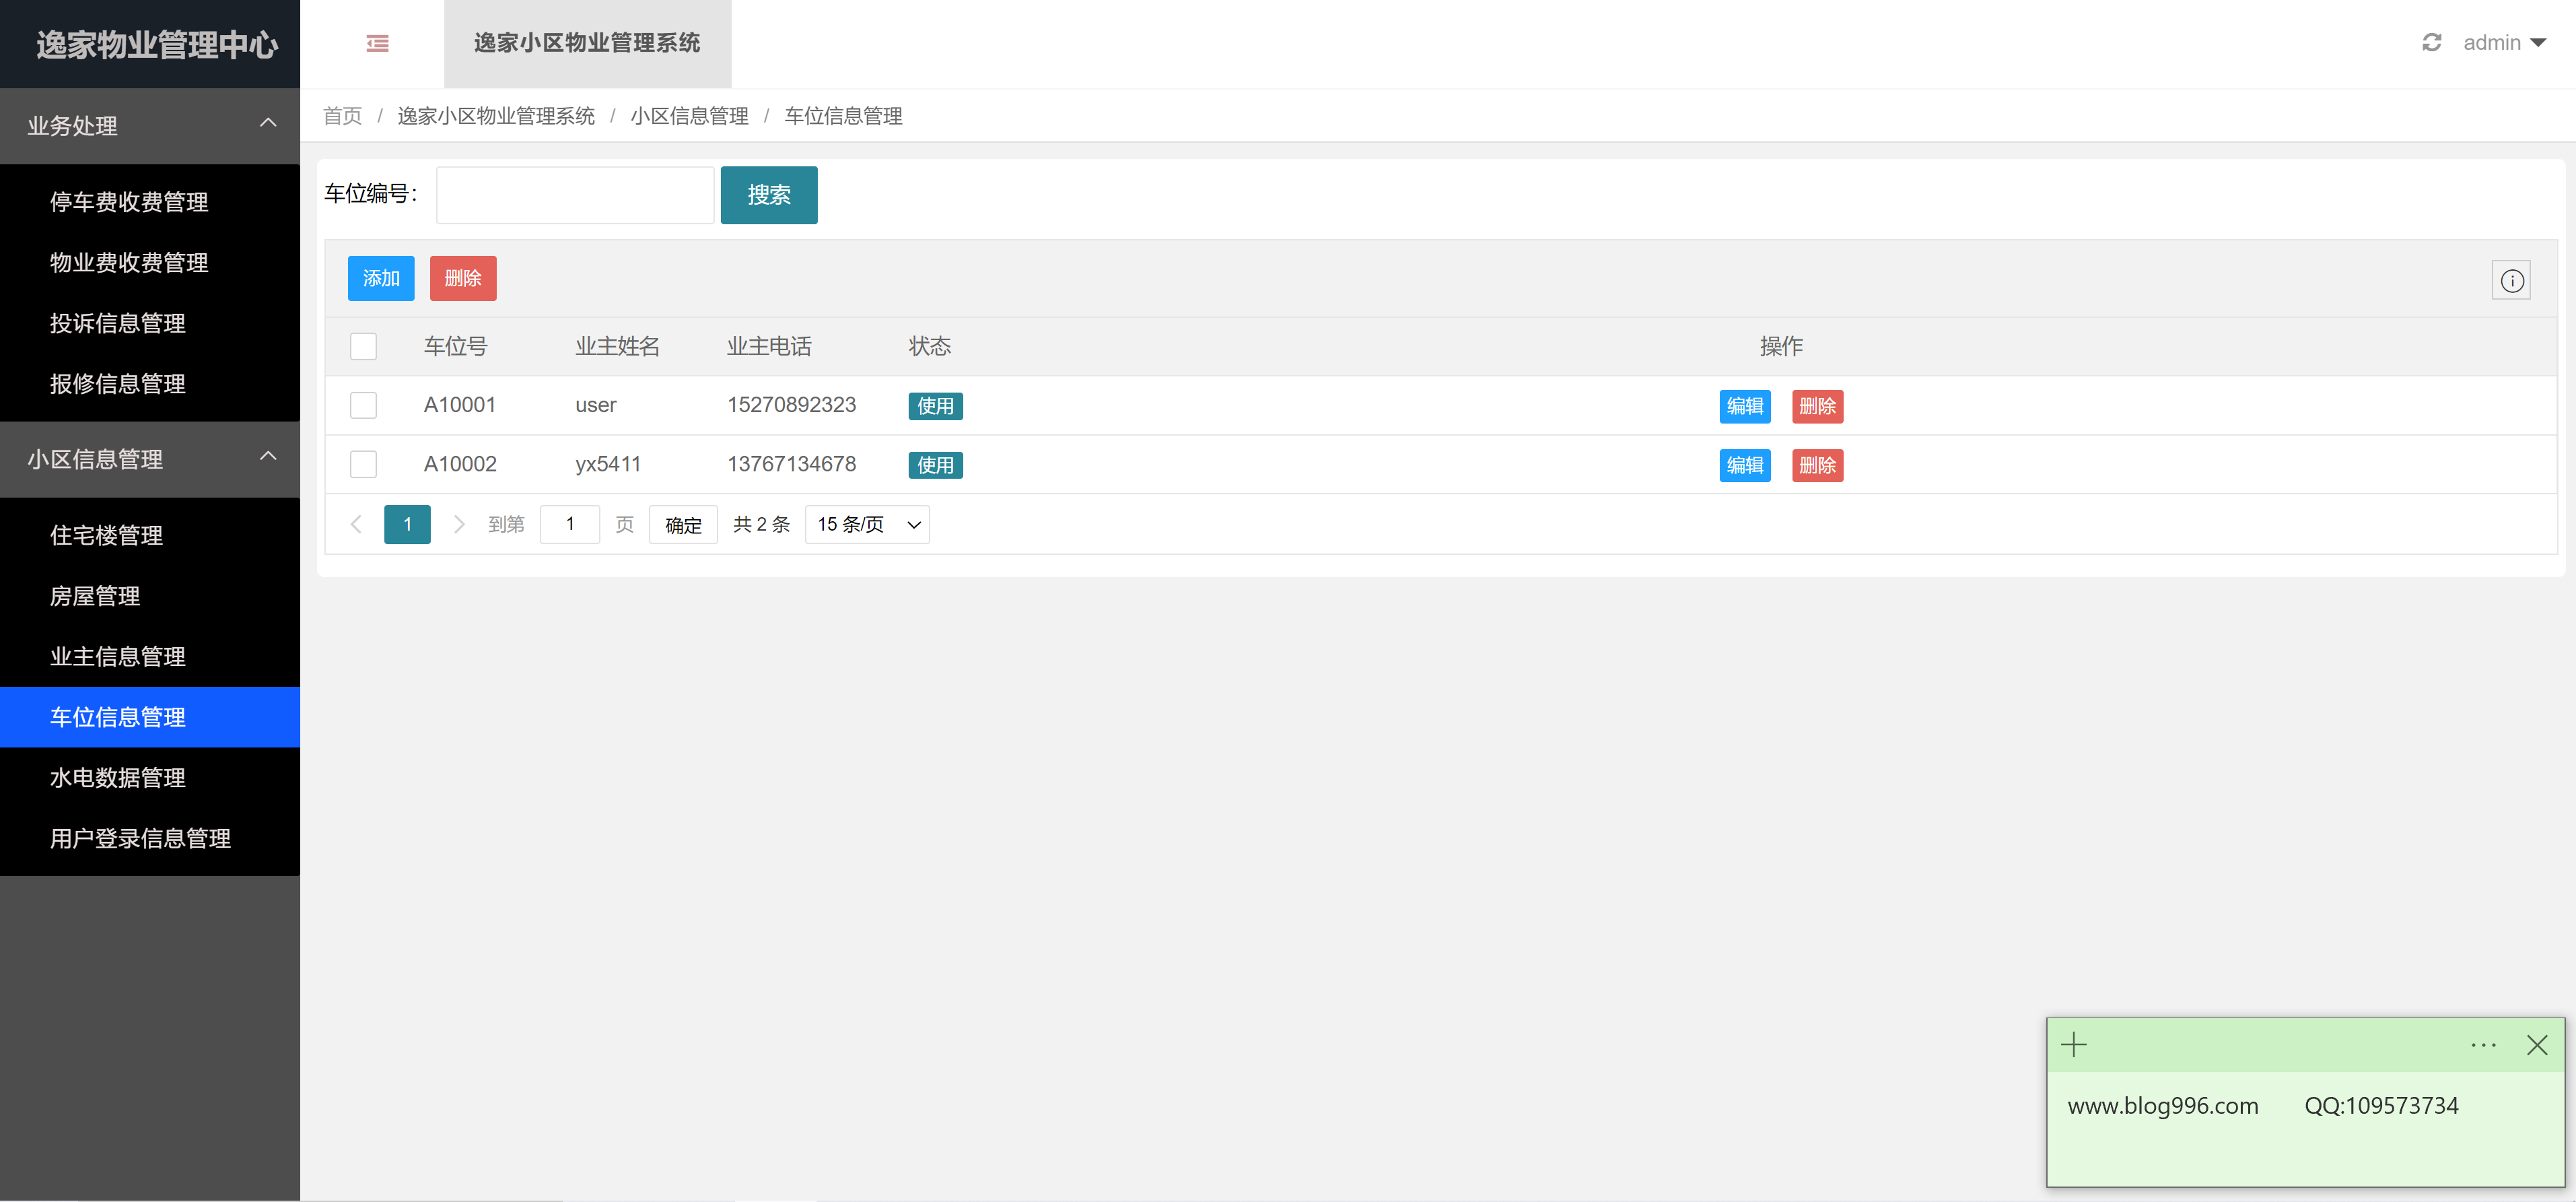 逸家物业管理中心
逸家小区物业管理系统
admin
首页 / 逸家小区物业管理系统 / 小区信息管理 / 车位信息管理
业务处理
停车费收费管理
物业费收费管理
投诉信息管理
报修信息管理
小区信息管理
住宅楼管理
房屋管理
业主信息管理
车位信息管理
水电数据管理
用户登录信息管理
车位编号: 搜索
添加 删除
车位号 业主姓名 业主电话 状态 操作
A10001 user 15270892323 使用 编辑 删除
A10002 yx5411 13767134678 使用 编辑 删除
1 到第 1 页 确定 共 2 条 15 条/页
www.blog996.com QQ:109573734